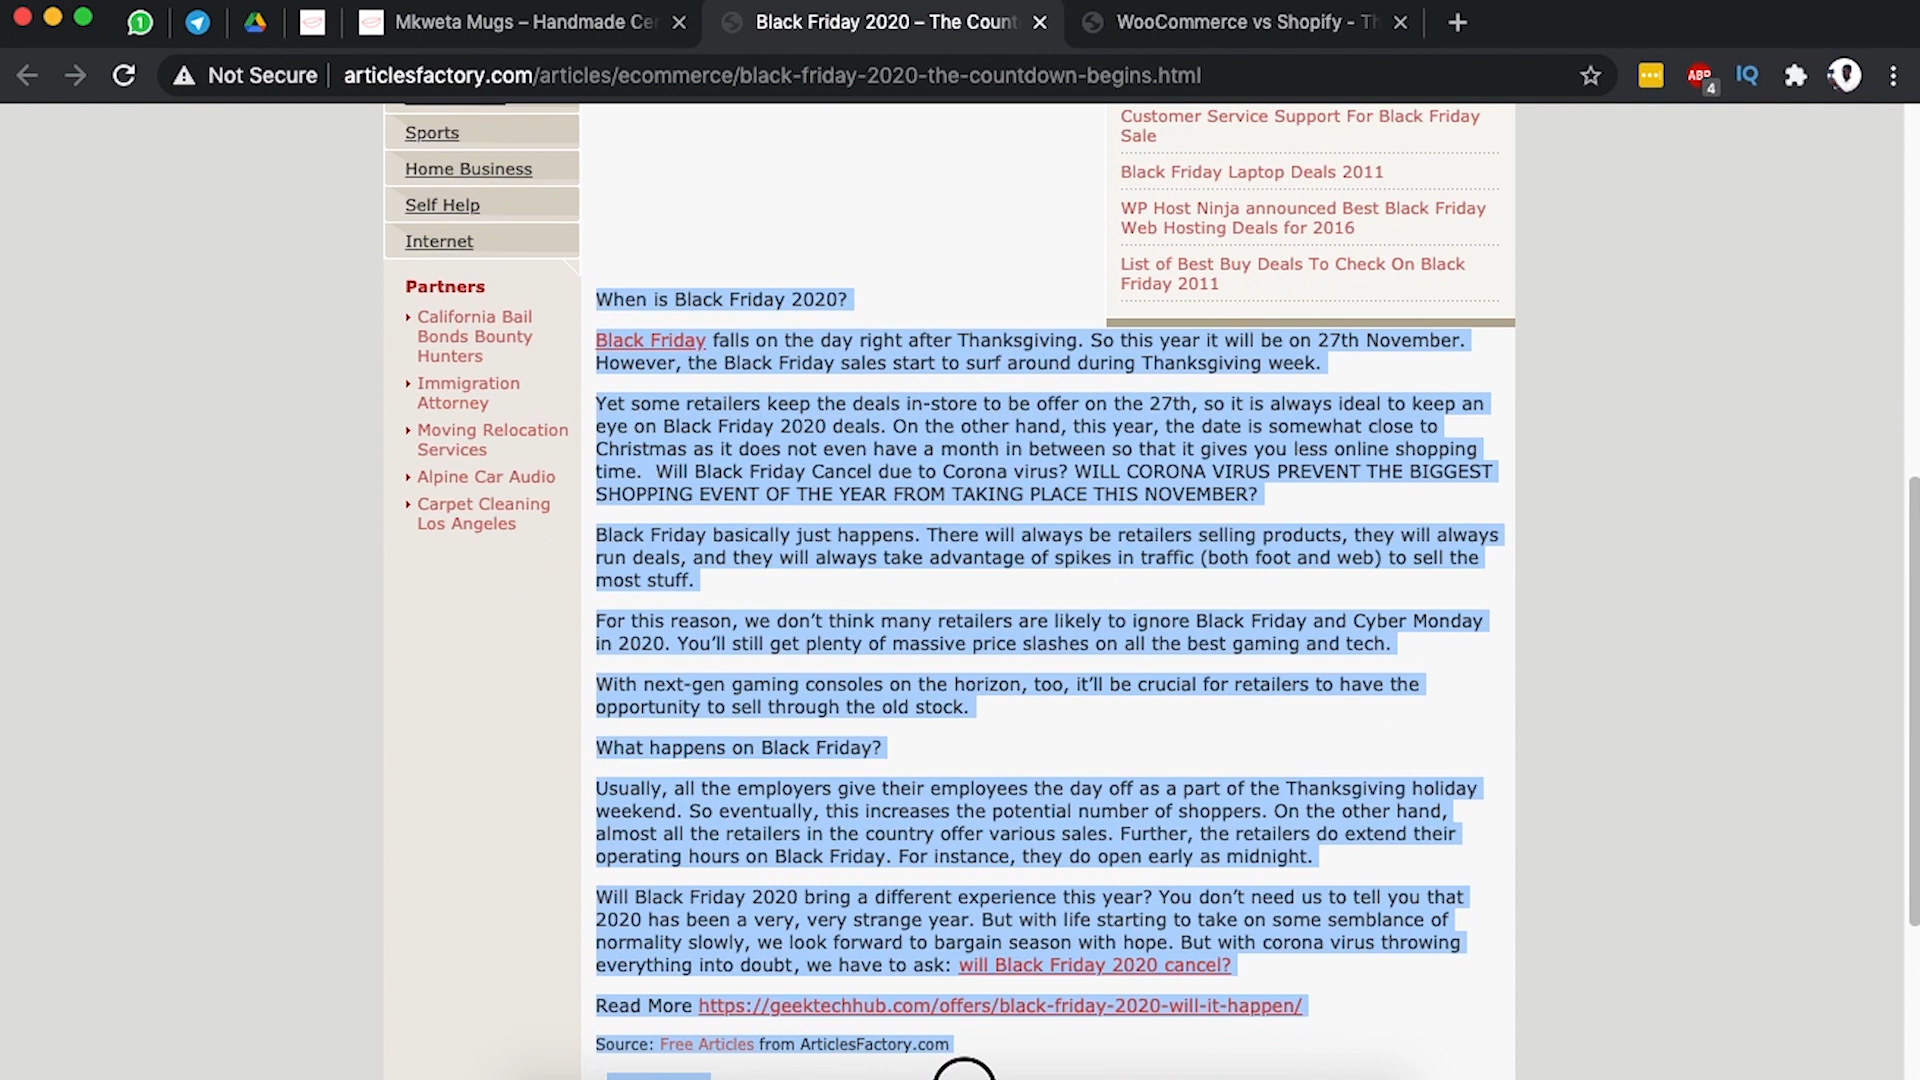 Mkweta Mugs – Handmade Cer
Black Friday 2020 – The Count
WooCommerce vs Shopify - Th
Not Secure
articlesfactory.com/articles/ecommerce/black-friday-2020-the-countdown-begins.html
ABP
4
IQ
Sports
Home Business
Self Help
Internet
Partners
California Bail
Bonds Bounty
Hunters
Immigration
Attorney
Moving Relocation
Services
Alpine Car Audio
Carpet Cleaning
Los Angeles
Customer Service Support For Black Friday
Sale
Black Friday Laptop Deals 2011
WP Host Ninja announced Best Black Friday
Web Hosting Deals for 2016
List of Best Buy Deals To Check On Black
Friday 2011
When is Black Friday 2020?
Black Friday falls on the day right after Thanksgiving. So this year it will be on 27th November.
However, the Black Friday sales start to surf around during Thanksgiving week.
Yet some retailers keep the deals in-store to be offer on the 27th, so it is always ideal to keep an
eye on Black Friday 2020 deals. On the other hand, this year, the date is somewhat close to
Christmas as it does not even have a month in between so that it gives you less online shopping
time.  Will Black Friday Cancel due to Corona virus? WILL CORONA VIRUS PREVENT THE BIGGEST
SHOPPING EVENT OF THE YEAR FROM TAKING PLACE THIS NOVEMBER?
Black Friday basically just happens. There will always be retailers selling products, they will always
run deals, and they will always take advantage of spikes in traffic (both foot and web) to sell the
most stuff.
For this reason, we don’t think many retailers are likely to ignore Black Friday and Cyber Monday
in 2020. You’ll still get plenty of massive price slashes on all the best gaming and tech.
With next-gen gaming consoles on the horizon, too, it’ll be crucial for retailers to have the
opportunity to sell through the old stock.
What happens on Black Friday?
Usually, all the employers give their employees the day off as a part of the Thanksgiving holiday
weekend. So eventually, this increases the potential number of shoppers. On the other hand,
almost all the retailers in the country offer various sales. Further, the retailers do extend their
operating hours on Black Friday. For instance, they do open early as midnight.
Will Black Friday 2020 bring a different experience this year? You don’t need us to tell you that
2020 has been a very, very strange year. But with life starting to take on some semblance of
normality slowly, we look forward to bargain season with hope. But with corona virus throwing
everything into doubt, we have to ask: will Black Friday 2020 cancel?
Read More https://geektechhub.com/offers/black-friday-2020-will-it-happen/
Source: Free Articles from ArticlesFactory.com